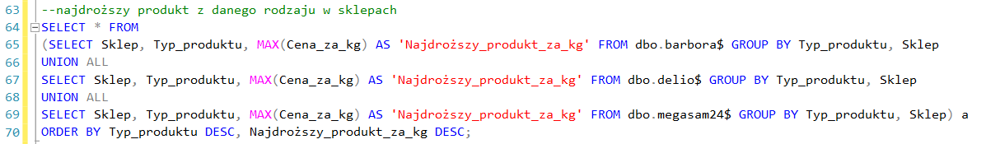 63 --najdroższy produkt z danego rodzaju w sklepach
64 SELECT * FROM
65 (SELECT Sklep, Typ_produktu, MAX(Cena_za_kg) AS 'Najdroższy_produkt_za_kg' FROM dbo.barbora$ GROUP BY Typ_produktu, Sklep
66 UNION ALL
67 SELECT Sklep, Typ_produktu, MAX(Cena_za_kg) AS 'Najdroższy_produkt_za_kg' FROM dbo.delio$ GROUP BY Typ_produktu, Sklep
68 UNION ALL
69 SELECT Sklep, Typ_produktu, MAX(Cena_za_kg) AS 'Najdroższy_produkt_za_kg' FROM dbo.megasam24$ GROUP BY Typ_produktu, Sklep) a
70 ORDER BY Typ_produktu DESC, Najdroższy_produkt_za_kg DESC;